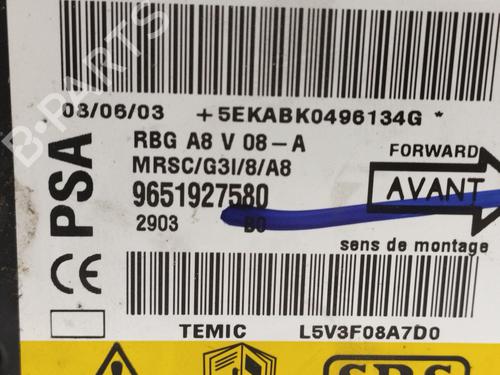 08/06/03 +5EKABK0496134G*
PSA
RBG A8 V 08-A
MRSC/G3I/8/A8
9651927580
2903 B0
FORWARD
AVANT
sens de montage
CE
TEMIC L5V3F08A7D0
SRS
B-PARTS